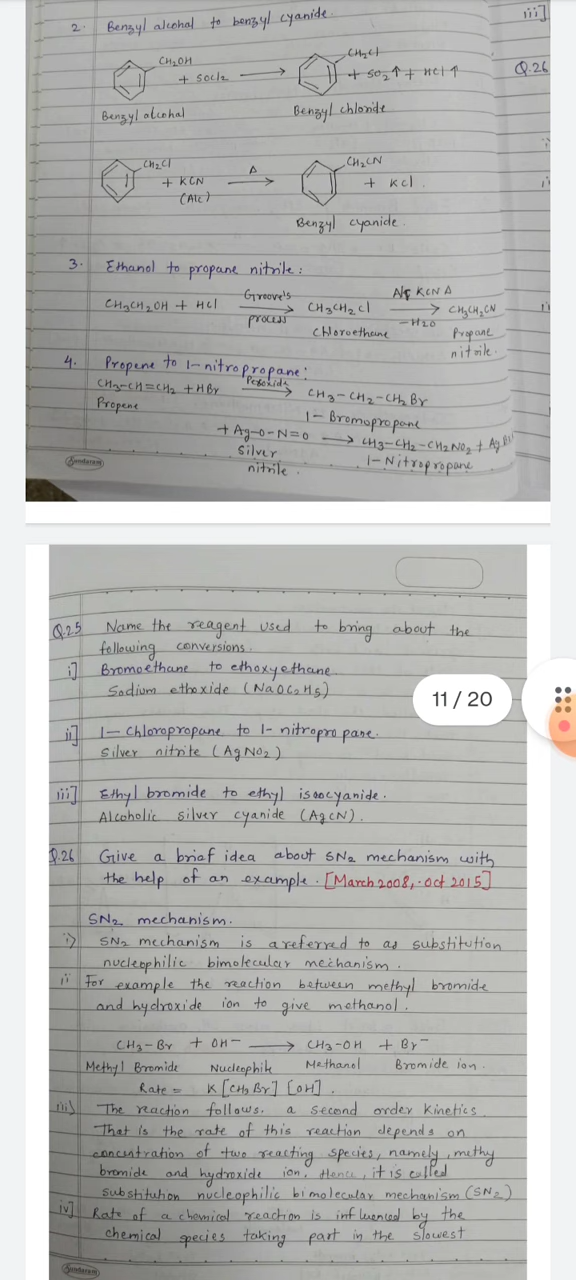 2. Benzyl alcohol to benzyl cyanide.
iii]
CH2OH
+ SOCl2 ⟶
CH2Cl
+ SO2↑ + HCl ↑
Q.26
Benzyl alcohol
Benzyl chloride
CH2Cl
+ KCN
(Alc)
Δ
⟶
CH2CN
+ KCl.
Benzyl cyanide.
3. Ethanol to propane nitrile:
CH3CH2OH + HCl
Groove's
⟶
process
CH3CH2Cl
Chloroethane
KCN Δ
⟶
-H2O
CH3CH2CN
Propane
nitrile.
4. Propene to 1-nitropropane:
CH3-CH=CH2 + HBr
Peroxide
⟶
CH3-CH2-CH2Br
Propene
1-Bromopropane
+ Ag-O-N=O ⟶ CH3-CH2-CH2NO2 + AgBr
Silver
nitrile.
1-Nitropropane
Sundaram
Q.25 Name the reagent used to bring about the
following conversions.
i] Bromoethane to ethoxyethane.
Sodium ethoxide (NaOC2H5)
11 / 20
ii] 1-Chloropropane to 1-nitropropane.
Silver nitrite (AgNO2)
iii] Ethyl bromide to ethyl isocyanide.
Alcoholic silver cyanide (AgCN).
Q.26 Give a brief idea about SN2 mechanism with
the help of an example. [March 2008, Oct 2015]
SN2 mechanism.
i) SN2 mechanism is a referred to as substitution
nucleophilic bimolecular mechanism.
ii For example the reaction between methyl bromide
and hydroxide ion to give methanol.
CH3-Br + OH⁻ ⟶ CH3-OH + Br⁻
Methyl Bromide Nucleophile Methanol Bromide ion.
Rate = K [CH3Br] [OH].
iii) The reaction follows. a second order kinetics.
That is the rate of this reaction depends on
concentration of two reacting species, namely, methy
bromide and hydroxide ion. Hence, it is called
substitution nucleophilic bimolecular mechanism (SN2)
iv] Rate of a chemical reaction is influenced by the
chemical species taking part in the slowest
Sundaram